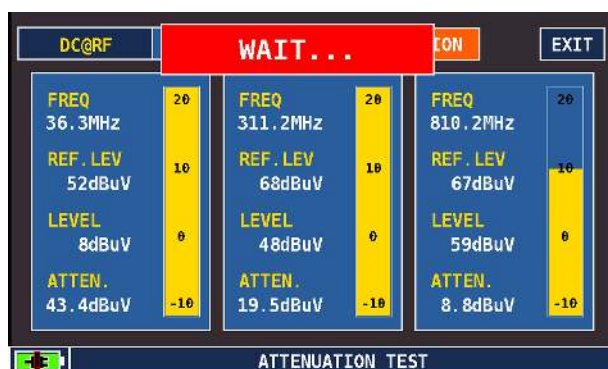 DC@RF
WAIT...
ION
EXIT
FREQ
36.3MHz
REF.LEV
52dBuV
LEVEL
8dBuV
ATTEN.
43.4dBuV
20
10
0
-10
FREQ
311.2MHz
REF.LEV
68dBuV
LEVEL
48dBuV
ATTEN.
19.5dBuV
20
10
0
-10
FREQ
810.2MHz
REF.LEV
67dBuV
LEVEL
59dBuV
ATTEN.
8.8dBuV
20
10
0
-10
ATTENUATION TEST